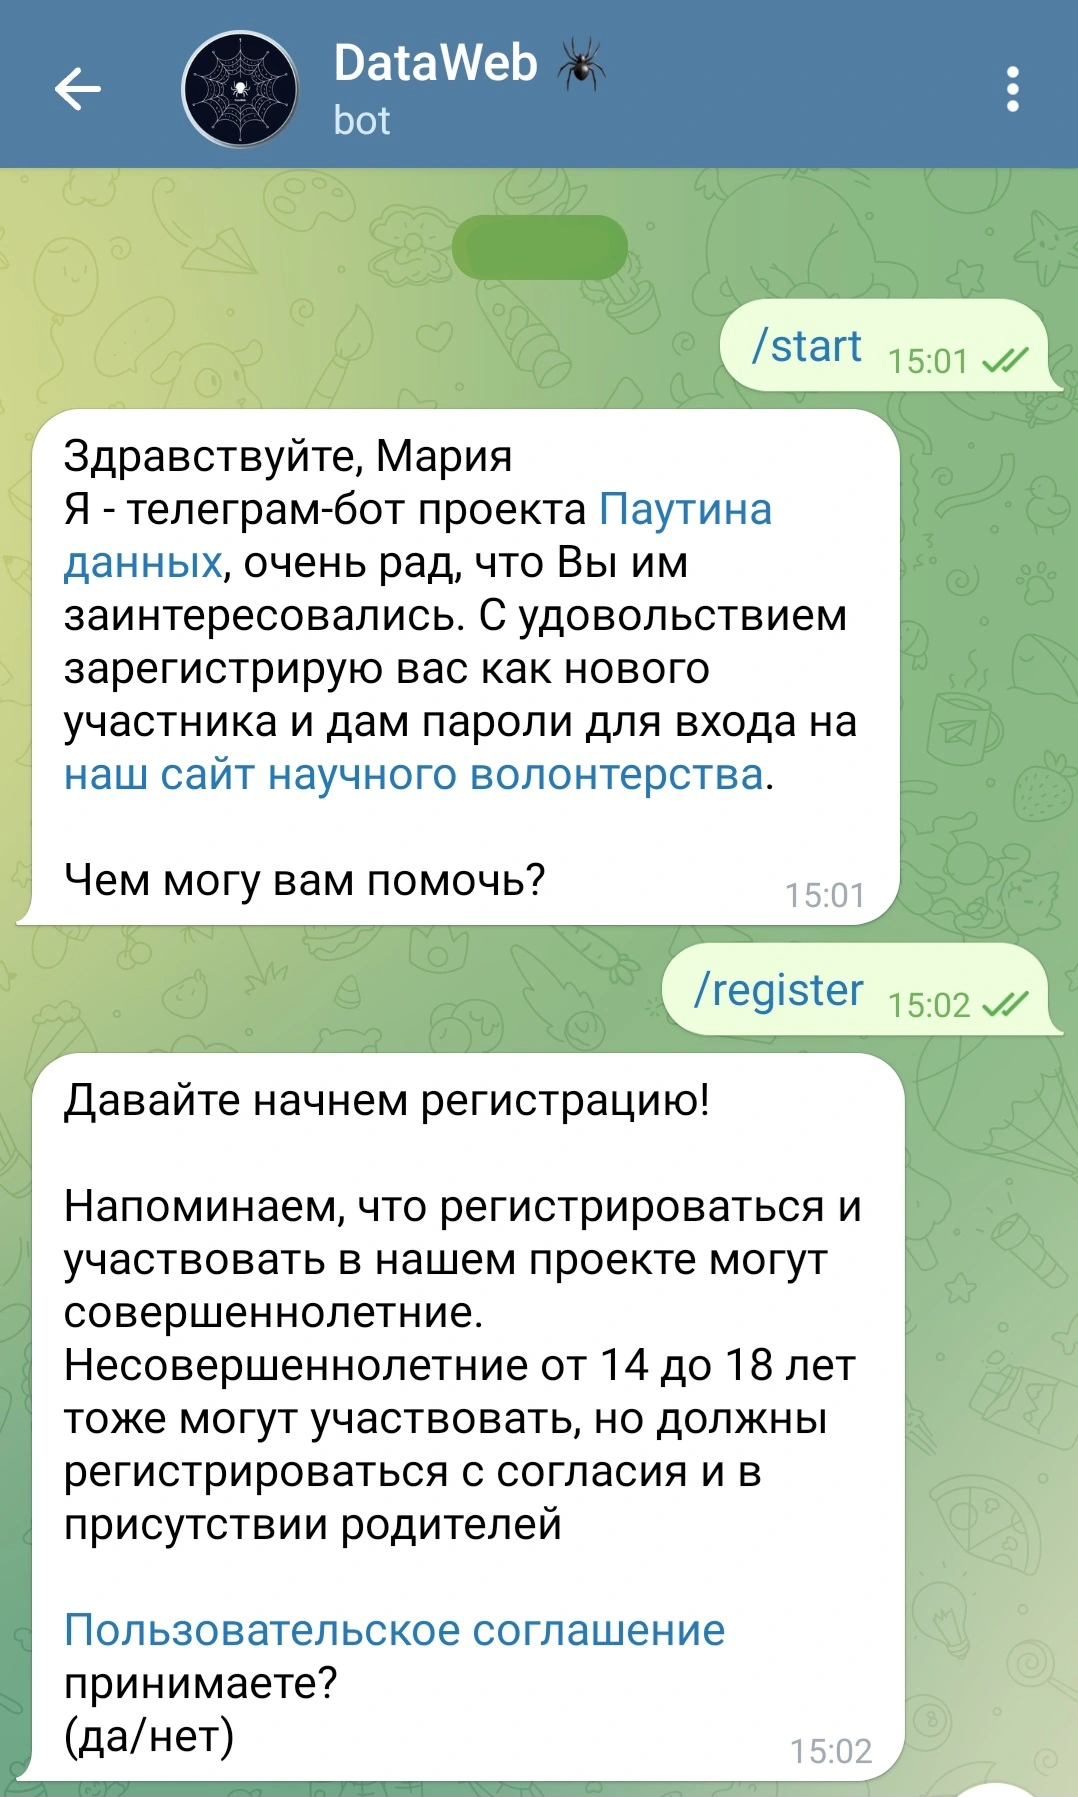 DataWeb
bot
/start 15:01
Здравствуйте, Мария
Я - телеграм-бот проекта Паутина
данных, очень рад, что Вы им
заинтересовались. С удовольствием
зарегистрирую вас как нового
участника и дам пароли для входа на
наш сайт научного волонтерства.
Чем могу вам помочь?
15:01
/register 15:02
Давайте начнем регистрацию!
Напоминаем, что регистрироваться и
участвовать в нашем проекте могут
совершеннолетние.
Несовершеннолетние от 14 до 18 лет
тоже могут участвовать, но должны
регистрироваться с согласия и в
присутствии родителей
Пользовательское соглашение
принимаете?
(да/нет)
15:02